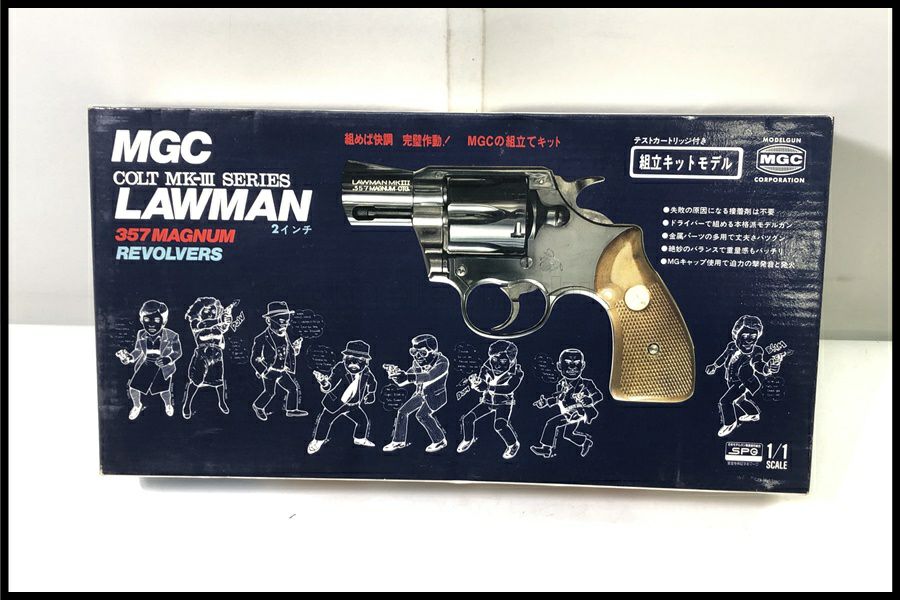 MGC
COLT MK-III SERIES
LAWMAN
2インチ
357 MAGNUM
REVOLVERS
組めば快調 完璧作動! MGCの組立てキット
LAWMAN MK III
.357 MAGNUM CTG.
テストカートリッジ付き
組立キットモデル
MODELGUN
MGC
CORPORATION
●失敗の原因になる接着剤は不要
●ドライバーで組める本格派モデルガン
●金属パーツの多用で丈夫さバツグン
●絶妙のバランスで重量感もバッチリ
●MGキャップ使用で迫力の撃発音と発火
SPG
1/1
SCALE